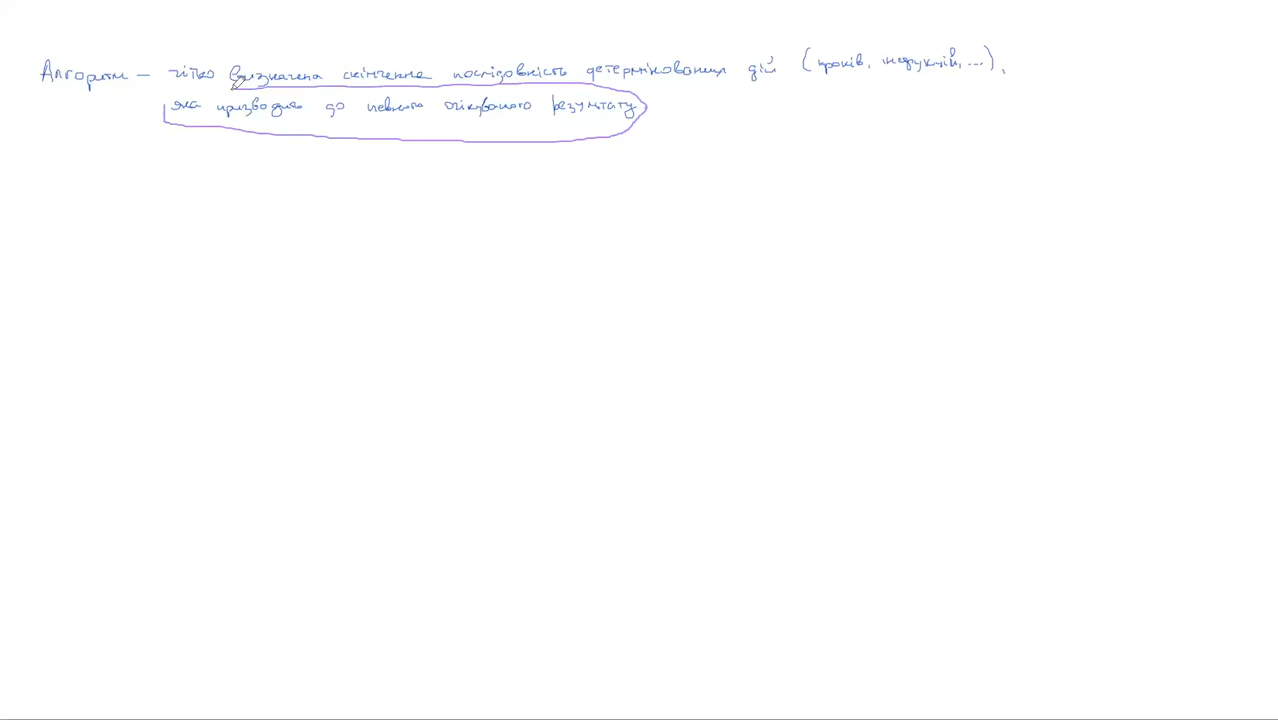 Алгоритм – чітко визначена скінченна послідовність детермінованих дій (кроків, інструкцій, ...),
яка призводить до певного очікуваного результату